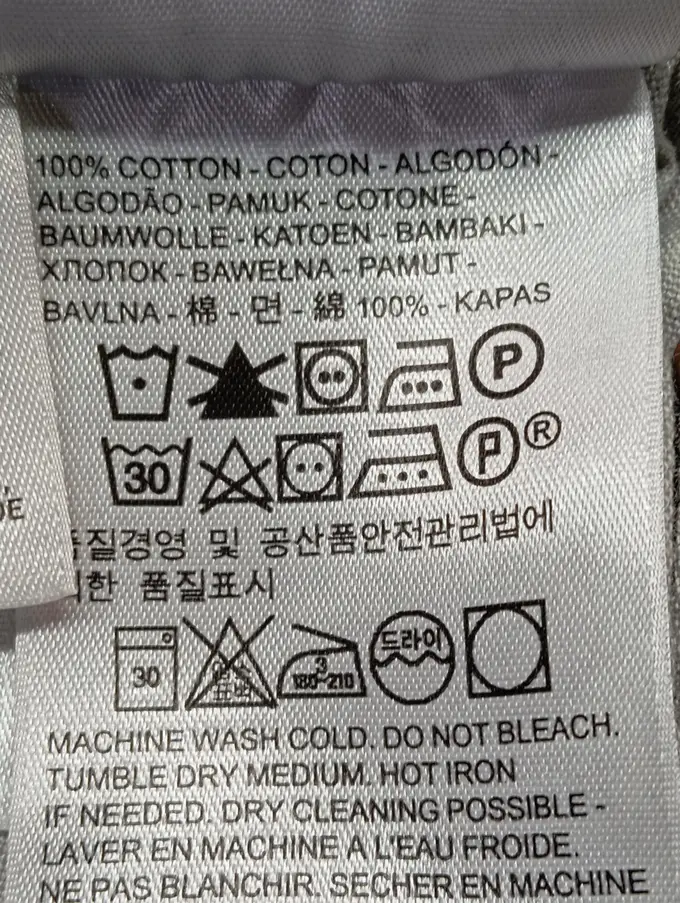 100% COTTON - COTON - ALGODÓN -
ALGODÃO - PAMUK - COTONE -
BAUMWOLLE - KATOEN - BAMBAKI -
ХЛОПОК - BAWEŁNA - PAMUT -
BAVLNA - 棉 - 면 - 綿 100% - KAPAS
P
30 P ®
품질경영 및 공산품안전관리법에
한 품질표시
30 3 180~210 드라이
MACHINE WASH COLD. DO NOT BLEACH.
TUMBLE DRY MEDIUM. HOT IRON
IF NEEDED. DRY CLEANING POSSIBLE -
LAVER EN MACHINE A L'EAU FROIDE.
NE PAS BLANCHIR. SECHER EN MACHINE